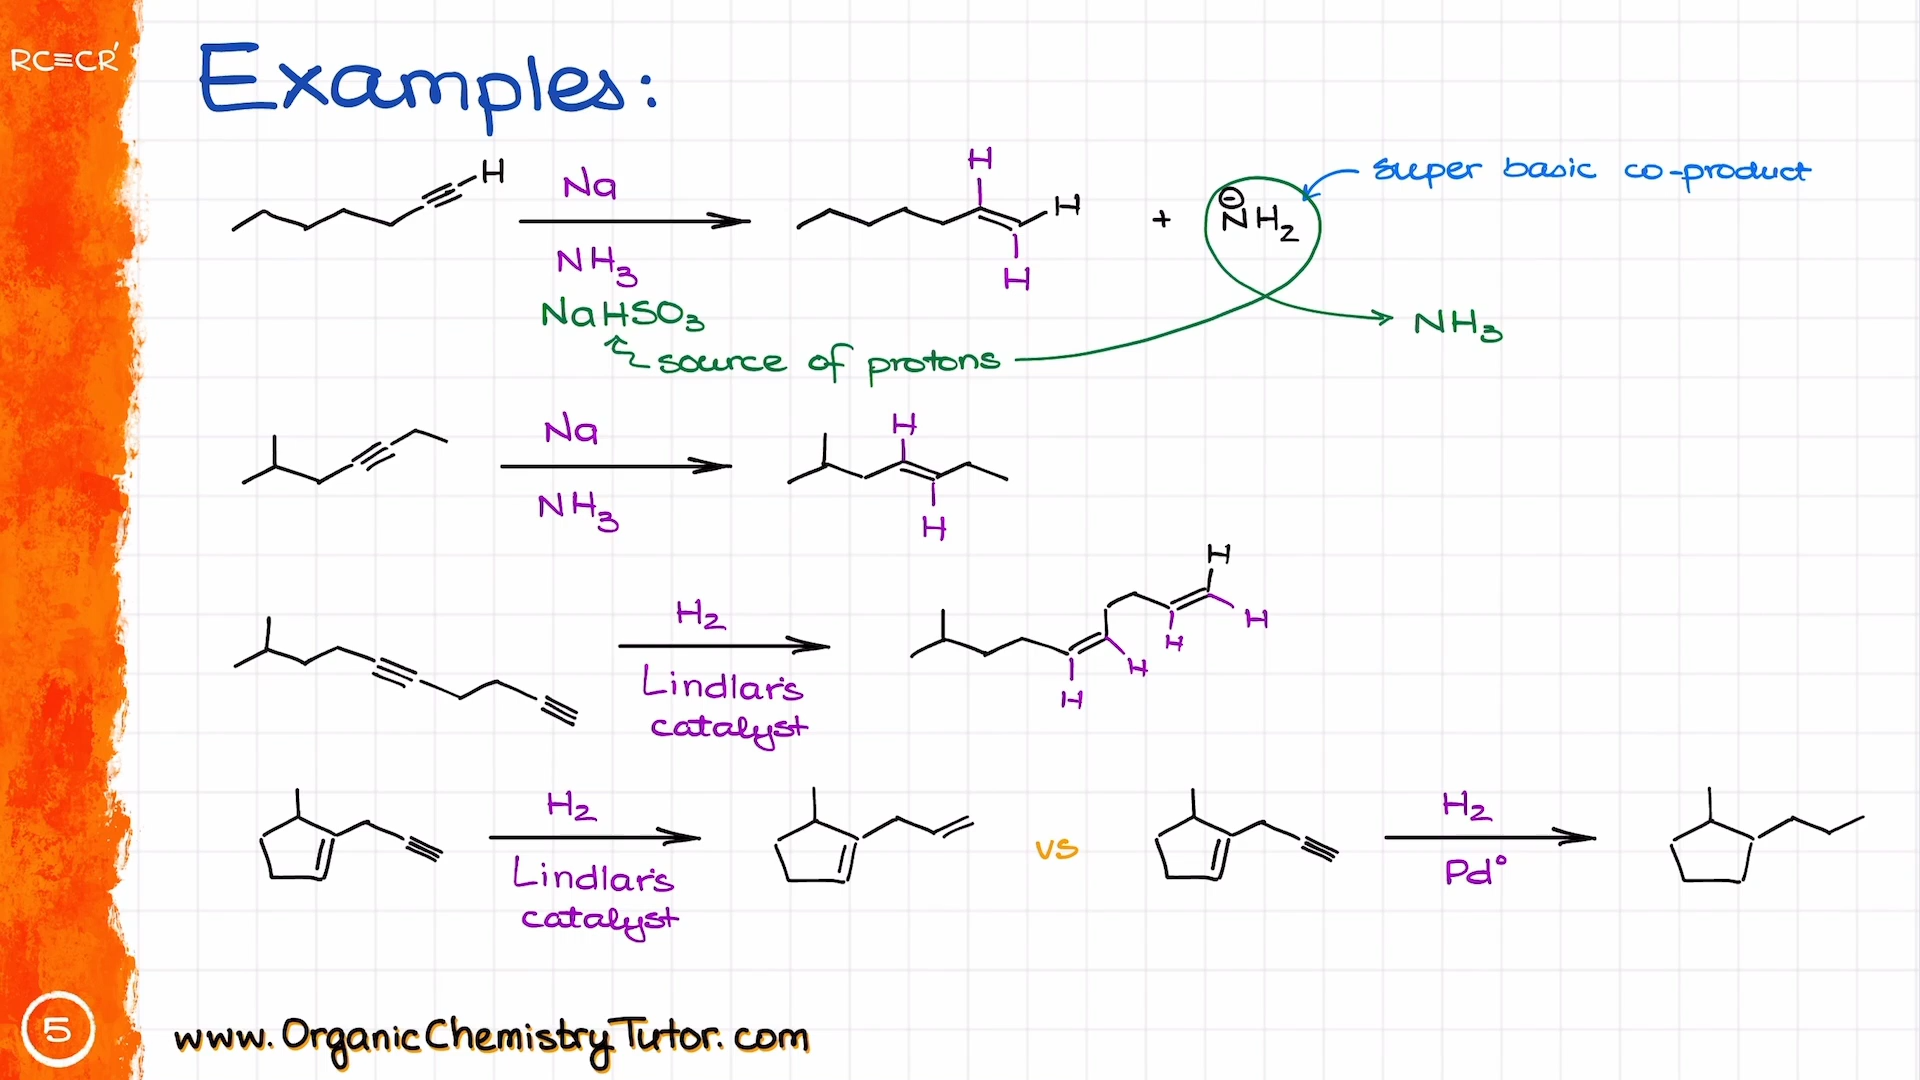 RC≡CR′
Examples:
H
Na
NH₃
NaHSO₃
source of protons
H
H
H
+
⊖
NH₂
super basic co-product
NH₃
Na
NH₃
H
H
H₂
Lindlar's
catalyst
H
H
H
H
H
H₂
Lindlar's
catalyst
vs
H₂
Pd°
5
www.OrganicChemistryTutor.com